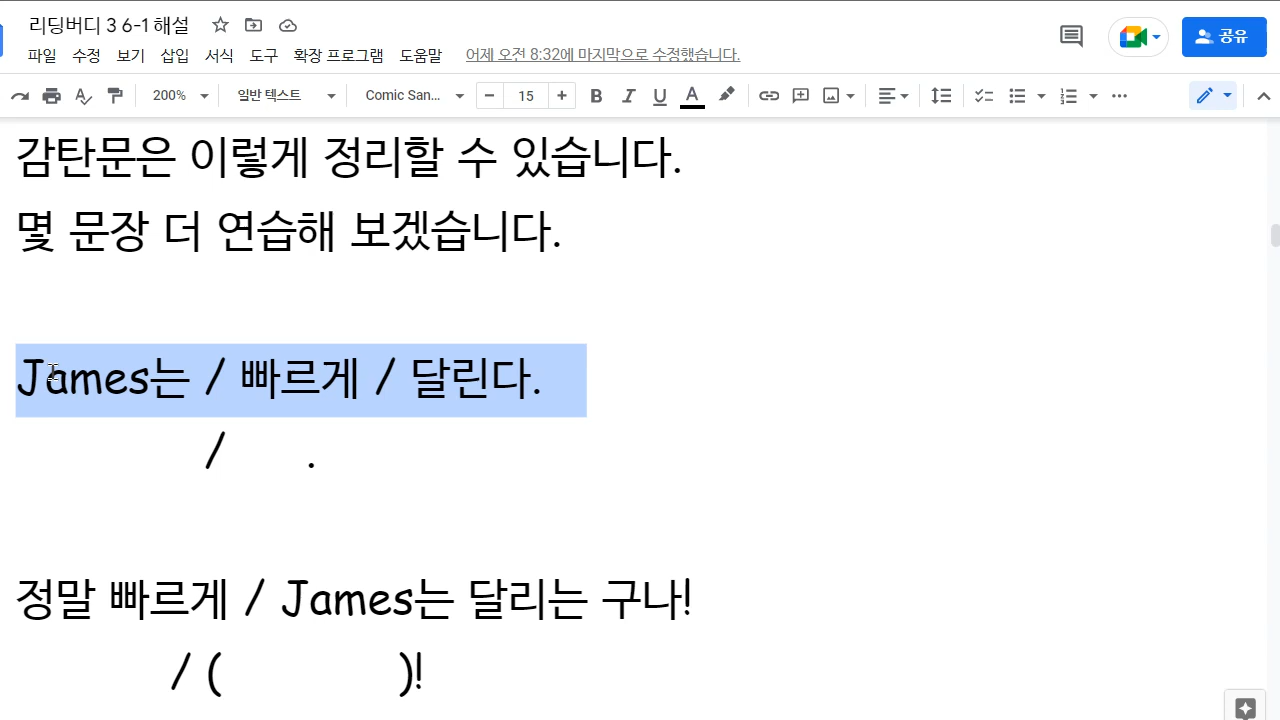 리딩버디 3 6-1 해설
공유
파일 수정 보기 삽입 서식 도구 확장 프로그램 도움말 어제 오전 8:32에 마지막으로 수정했습니다.
200% 일반 텍스트 Comic San... 15 B I U A
감탄문은 이렇게 정리할 수 있습니다.
몇 문장 더 연습해 보겠습니다.
James는 / 빠르게 / 달린다.
/ .
정말 빠르게 / James는 달리는 구나!
/ ( )!